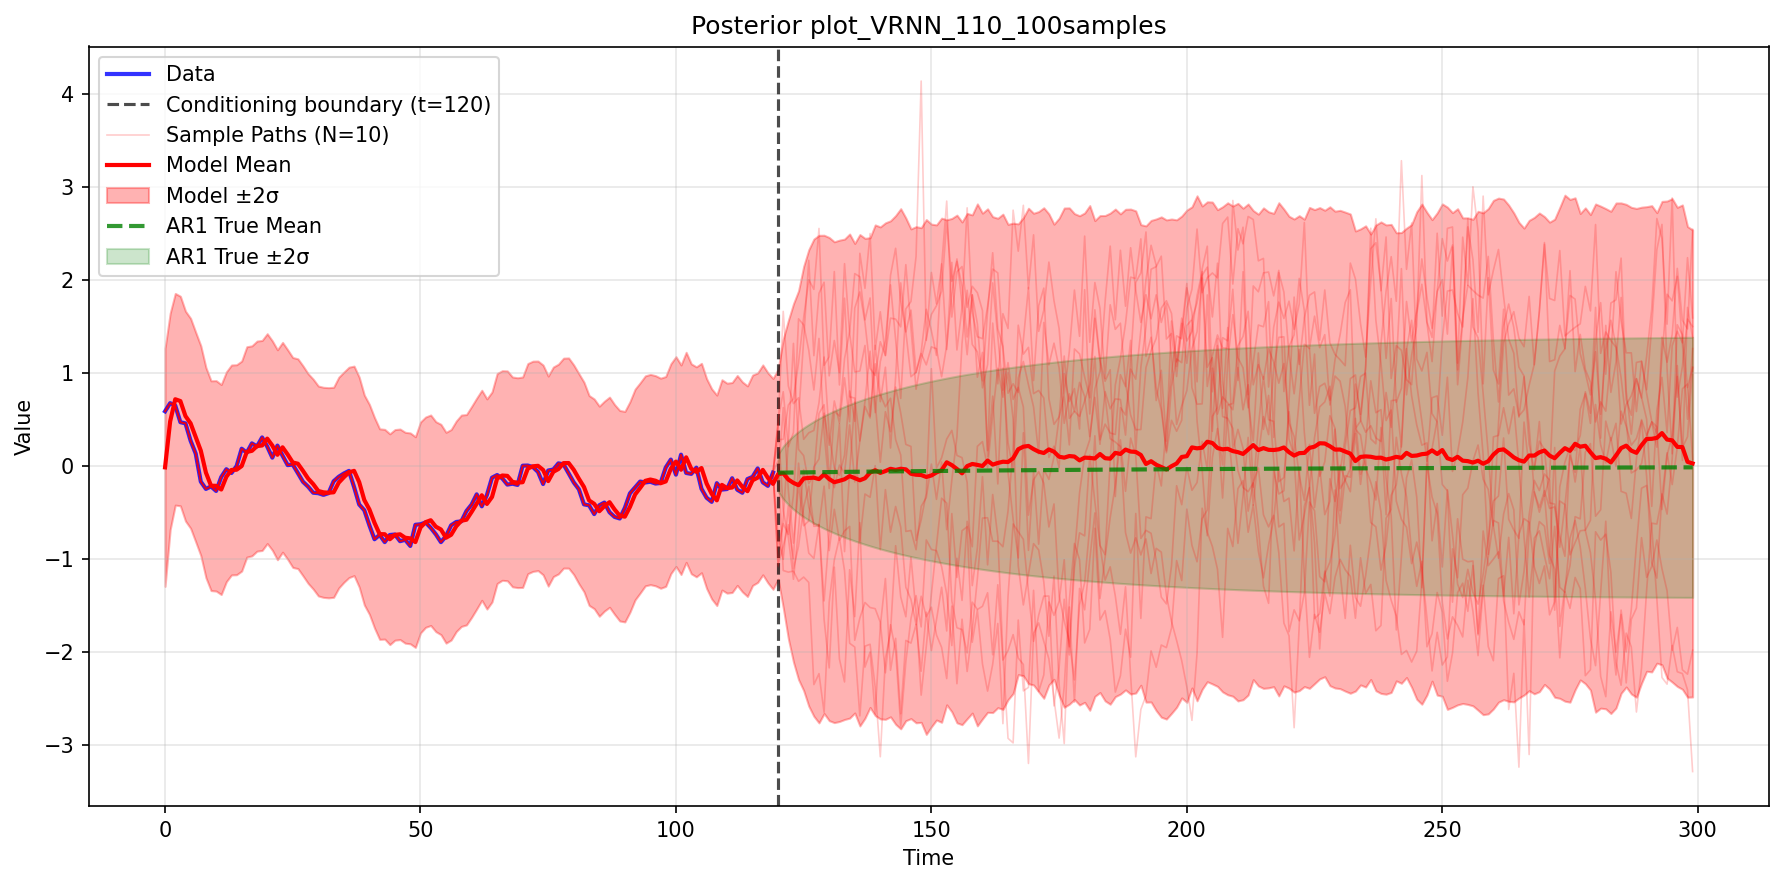 Posterior plot_VRNN_110_100samples
Data
Conditioning boundary (t=120)
Sample Paths (N=10)
Model Mean
Model ±2σ
AR1 True Mean
AR1 True ±2σ
Value
4
3
2
1
0
−1
−2
−3
0 50 100 150 200 250 300
Time